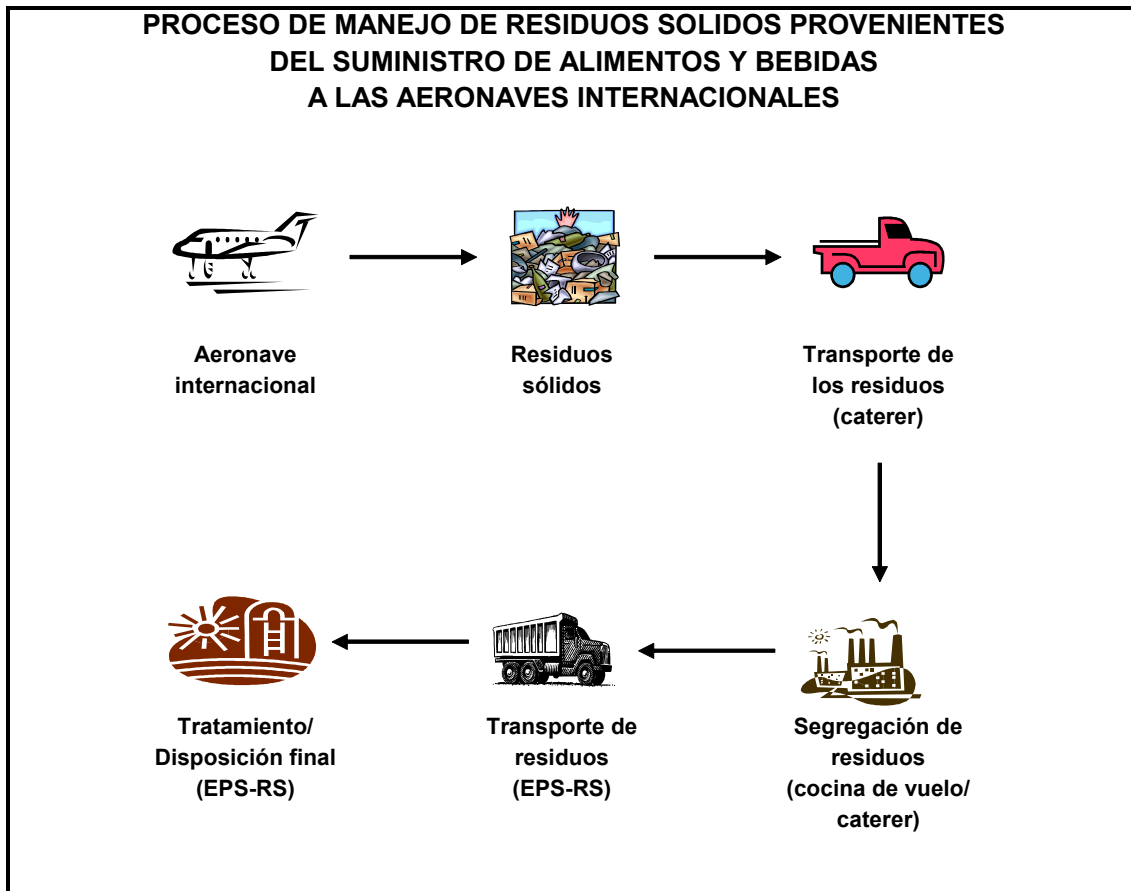 PROCESO DE MANEJO DE RESIDUOS SOLIDOS PROVENIENTES
DEL SUMINISTRO DE ALIMENTOS Y BEBIDAS
A LAS AERONAVES INTERNACIONALES
Aeronave
internacional
Residuos
sólidos
Transporte de
los residuos
(caterer)
Segregación de
residuos
(cocina de vuelo/
caterer)
Transporte de
residuos
(EPS-RS)
Tratamiento/
Disposición final
(EPS-RS)